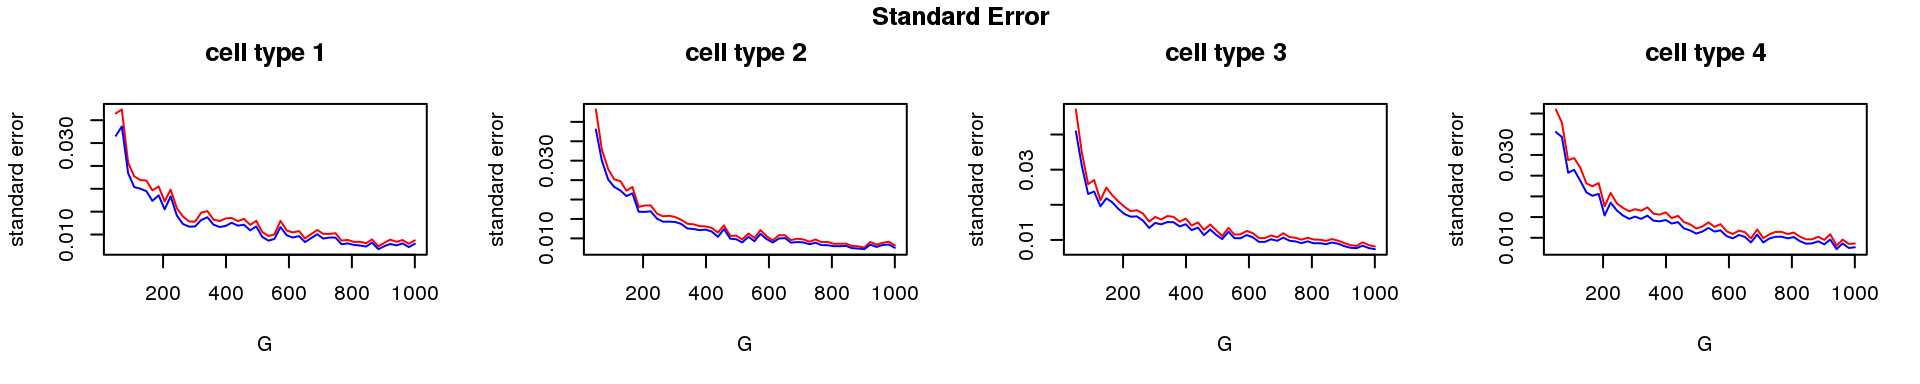 Standard Error
cell type 1
standard error
0.030
0.010
200 400 600 800 1000
G
cell type 2
standard error
0.030
0.010
200 400 600 800 1000
G
cell type 3
standard error
0.03
0.01
200 400 600 800 1000
G
cell type 4
standard error
0.030
0.010
200 400 600 800 1000
G